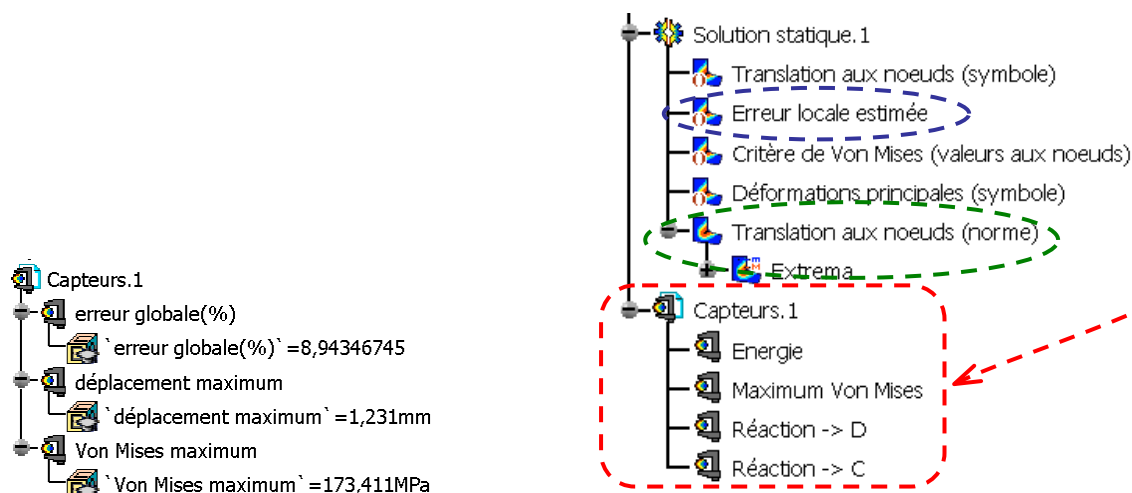 Capteurs.1
erreur globale(%)
`erreur globale(%)`=8,94346745
déplacement maximum
`déplacement maximum`=1,231mm
Von Mises maximum
`Von Mises maximum`=173,411MPa
Solution statique.1
Translation aux noeuds (symbole)
Erreur locale estimée
Critère de Von Mises (valeurs aux noeuds)
Déformations principales (symbole)
Translation aux noeuds (norme)
Extrema
Capteurs.1
Energie
Maximum Von Mises
Réaction -> D
Réaction -> C